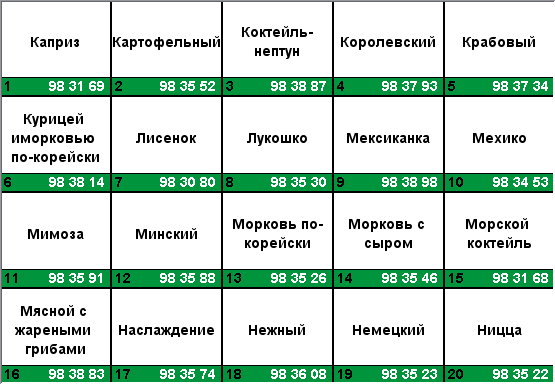 Каприз
1 98 31 69
Картофельный
2 98 35 52
Коктейль-
нептун
3 98 38 87
Королевский
4 98 37 93
Крабовый
5 98 37 34
Курицей
иморковью
по-корейски
6 98 38 14
Лисенок
7 98 30 80
Лукошко
8 98 35 30
Мексиканка
9 98 38 98
Мехико
10 98 34 53
Мимоза
11 98 35 91
Минский
12 98 35 88
Морковь по-
корейски
13 98 35 26
Морковь с
сыром
14 98 35 46
Морской
коктейль
15 98 31 68
Мясной с
жареными
грибами
16 98 38 83
Наслаждение
17 98 35 74
Нежный
18 98 36 08
Немецкий
19 98 35 23
Ницца
20 98 35 22